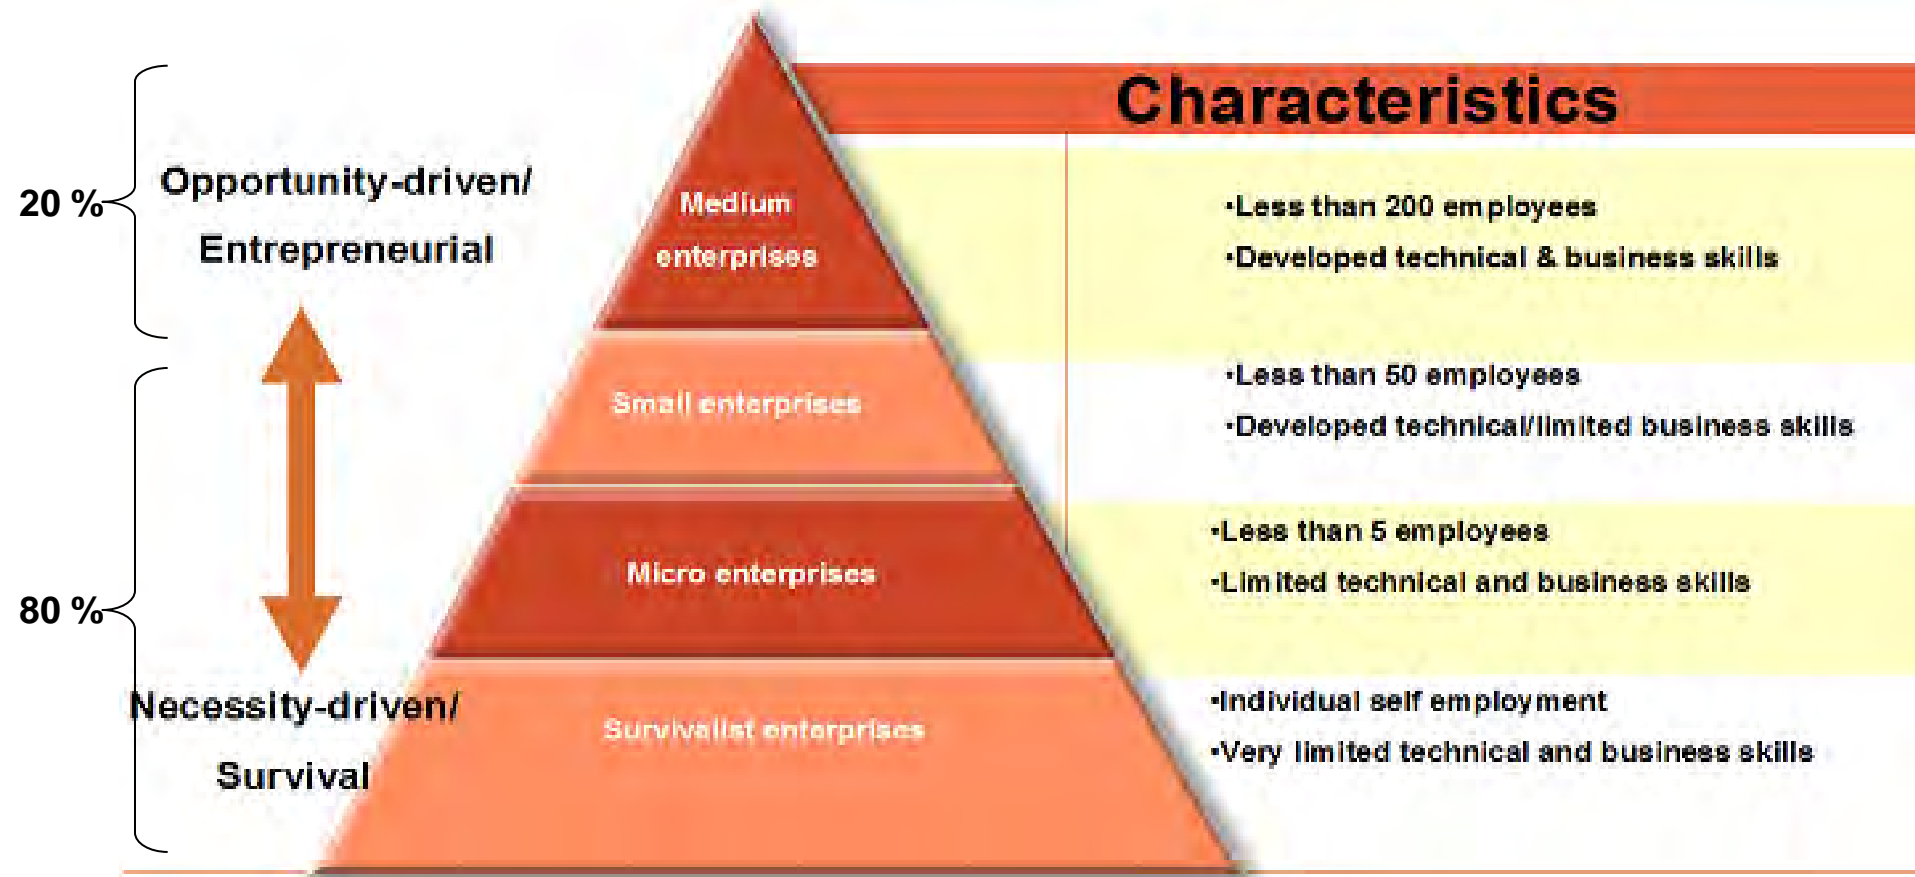 Characteristics
20 %
Opportunity-driven/
Entrepreneurial
Medium
enterprises
•Less than 200 employees
•Developed technical & business skills
Small enterprises
•Less than 50 employees
•Developed technical/limited business skills
80 %
Micro enterprises
•Less than 5 employees
•Limited technical and business skills
Necessity-driven/
Survival
Survivalist enterprises
•Individual self employment
•Very limited technical and business skills